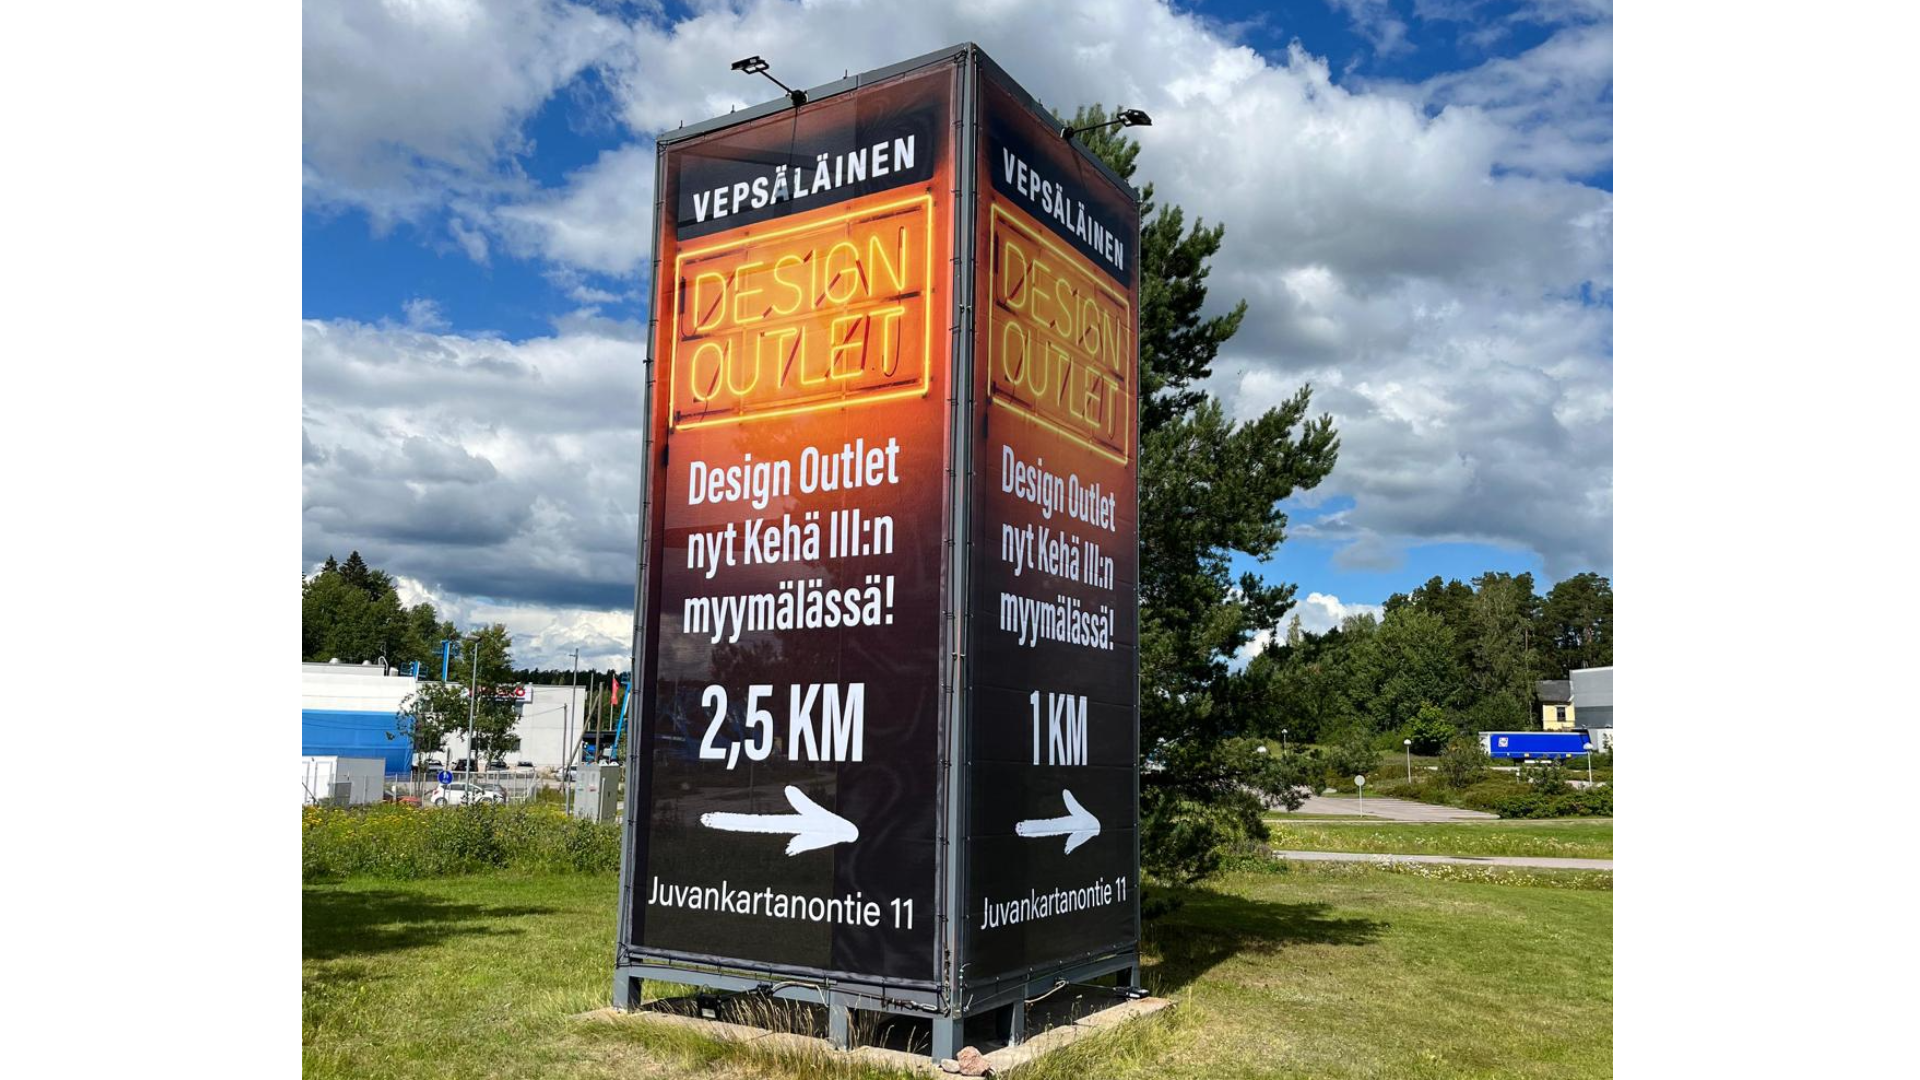 VEPSÄLÄINEN
DESIGN
OUTLET
Design Outlet
nyt Kehä III:n
myymälässä!
2,5 KM
Juvankartanontie 11
VEPSÄLÄINEN
DESIGN
OUTLET
Design Outlet
nyt Kehä III:n
myymälässä!
1 KM
Juvankartanontie 11